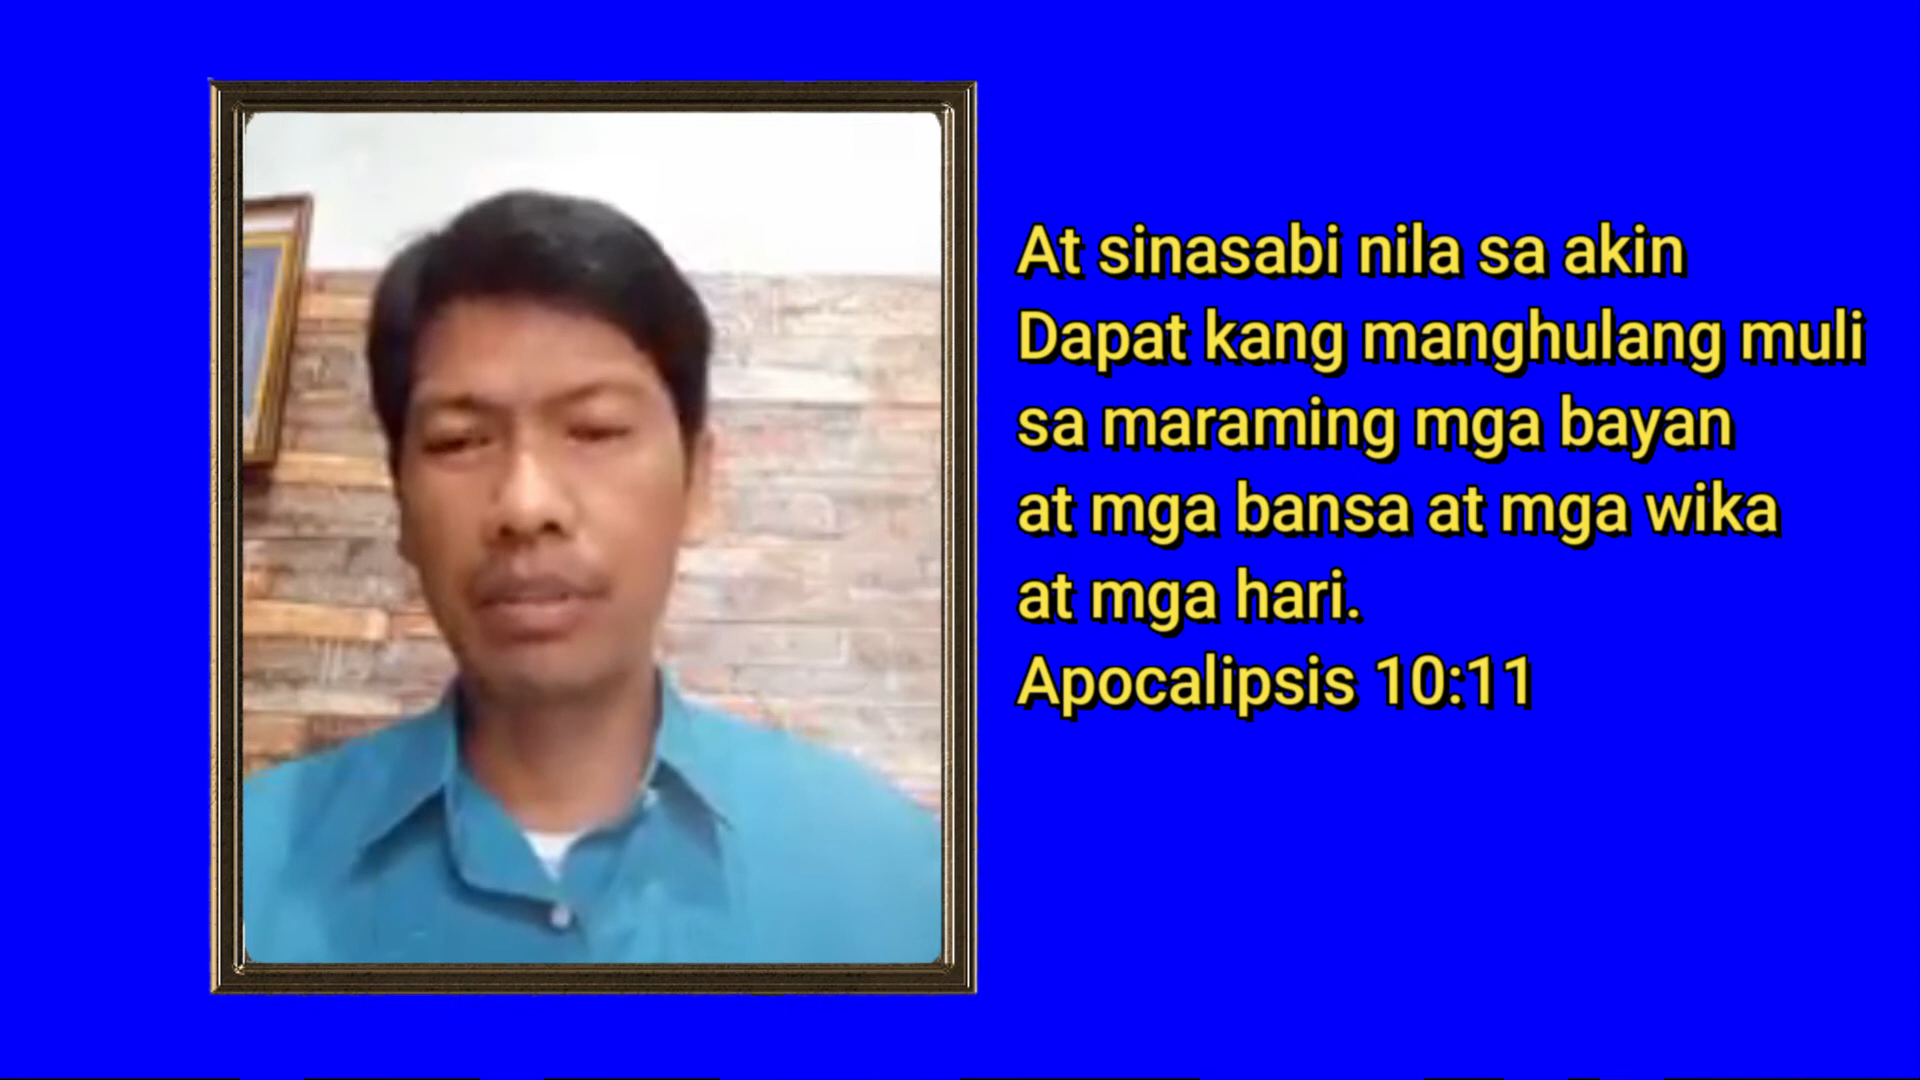 At sinasabi nila sa akin
Dapat kang manghulang muli
sa maraming mga bayan
at mga bansa at mga wika
at mga hari.
Apocalipsis 10:11